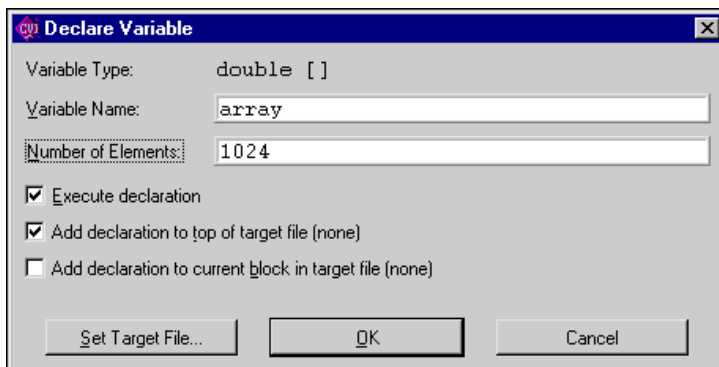 CVI Declare Variable
Variable Type: double []
Variable Name: array
Number of Elements: 1024
Execute declaration
Add declaration to top of target file (none)
Add declaration to current block in target file (none)
Set Target File... OK Cancel